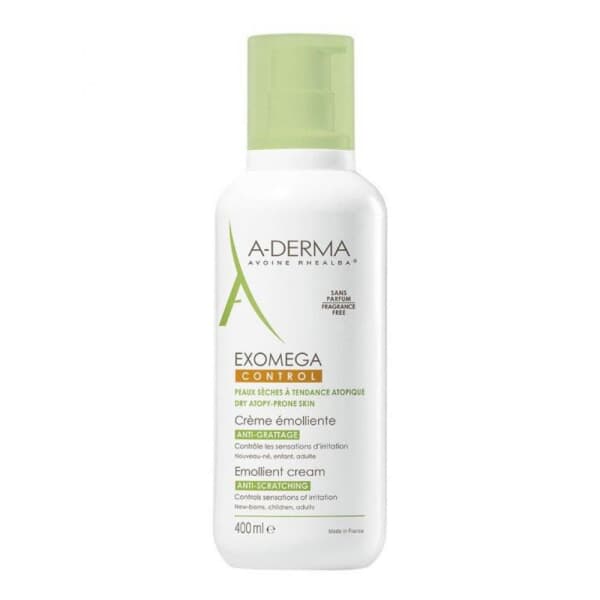 A-DERMA
AVOINE RHEALBA®
SANS
PARFUM
FRAGRANCE
FREE
EXOMEGA
CONTROL
PEAUX SÈCHES À TENDANCE ATOPIQUE
DRY ATOPY-PRONE SKIN
Crème émolliente
ANTI-GRATTAGE
Contrôle les sensations d'irritation
Nouveau-né, enfant, adulte
Emollient cream
ANTI-SCRATCHING
Controls sensations of irritation
New-borns, children, adults
400 ml e
Made in France